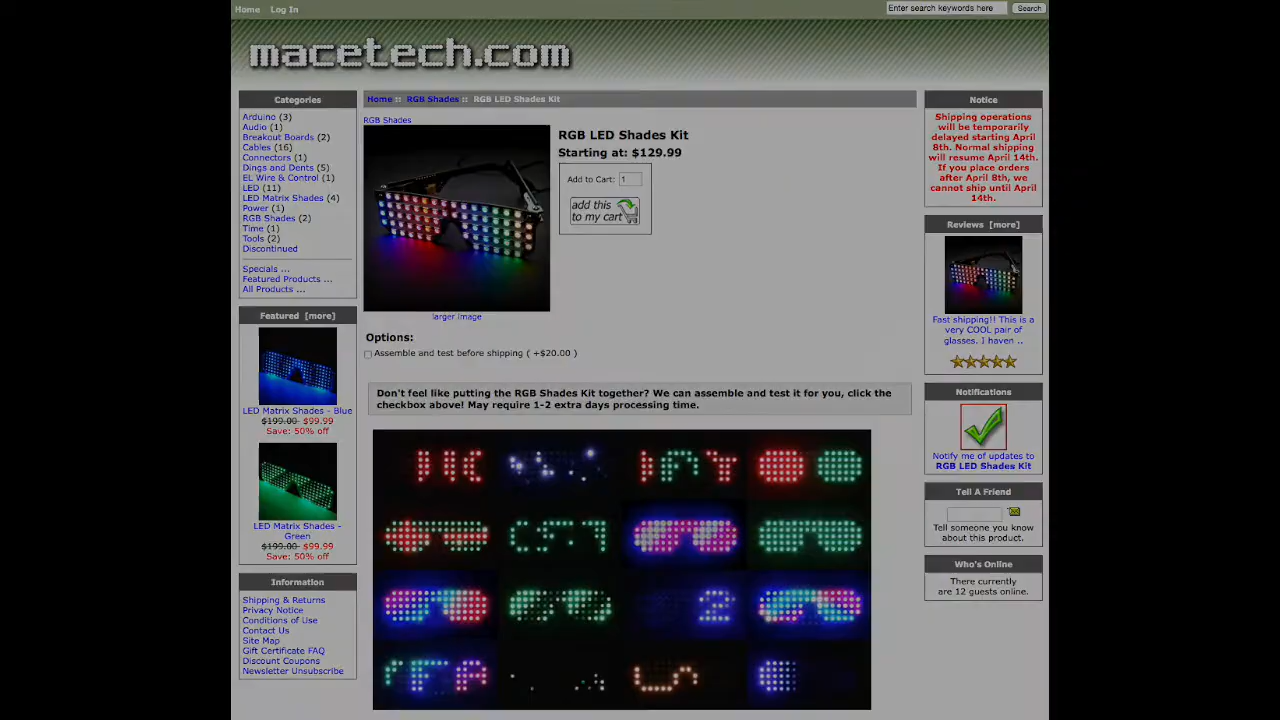 Home Log In
Enter search keywords here Search
macetech.com
Categories
Arduino (3)
Audio (1)
Breakout Boards (2)
Cables (16)
Connectors (1)
Dings and Dents (5)
EL Wire & Control (1)
LED (11)
LED Matrix Shades (4)
Power (1)
RGB Shades (2)
Time (1)
Tools (2)
Discontinued
Specials ...
Featured Products ...
All Products ...
Featured [more]
LED Matrix Shades - Blue
$199.00 $99.99
Save: 50% off
LED Matrix Shades -
Green
$199.00 $99.99
Save: 50% off
Information
Shipping & Returns
Privacy Notice
Conditions of Use
Contact Us
Site Map
Gift Certificate FAQ
Discount Coupons
Newsletter Unsubscribe
Home :: RGB Shades :: RGB LED Shades Kit
RGB Shades
larger image
RGB LED Shades Kit
Starting at: $129.99
Add to Cart: 1
add this
to my cart
Options:
Assemble and test before shipping ( +$20.00 )
Don't feel like putting the RGB Shades Kit together? We can assemble and test it for you, click the
checkbox above! May require 1-2 extra days processing time.
2
Notice
Shipping operations
will be temporarily
delayed starting April
8th. Normal shipping
will resume April 14th.
If you place orders
after April 8th, we
cannot ship until April
14th.
Reviews [more]
Fast shipping!! This is a
very COOL pair of
glasses. I haven ..
Notifications
Notify me of updates to
RGB LED Shades Kit
Tell A Friend
Tell someone you know
about this product.
Who's Online
There currently
are 12 guests online.